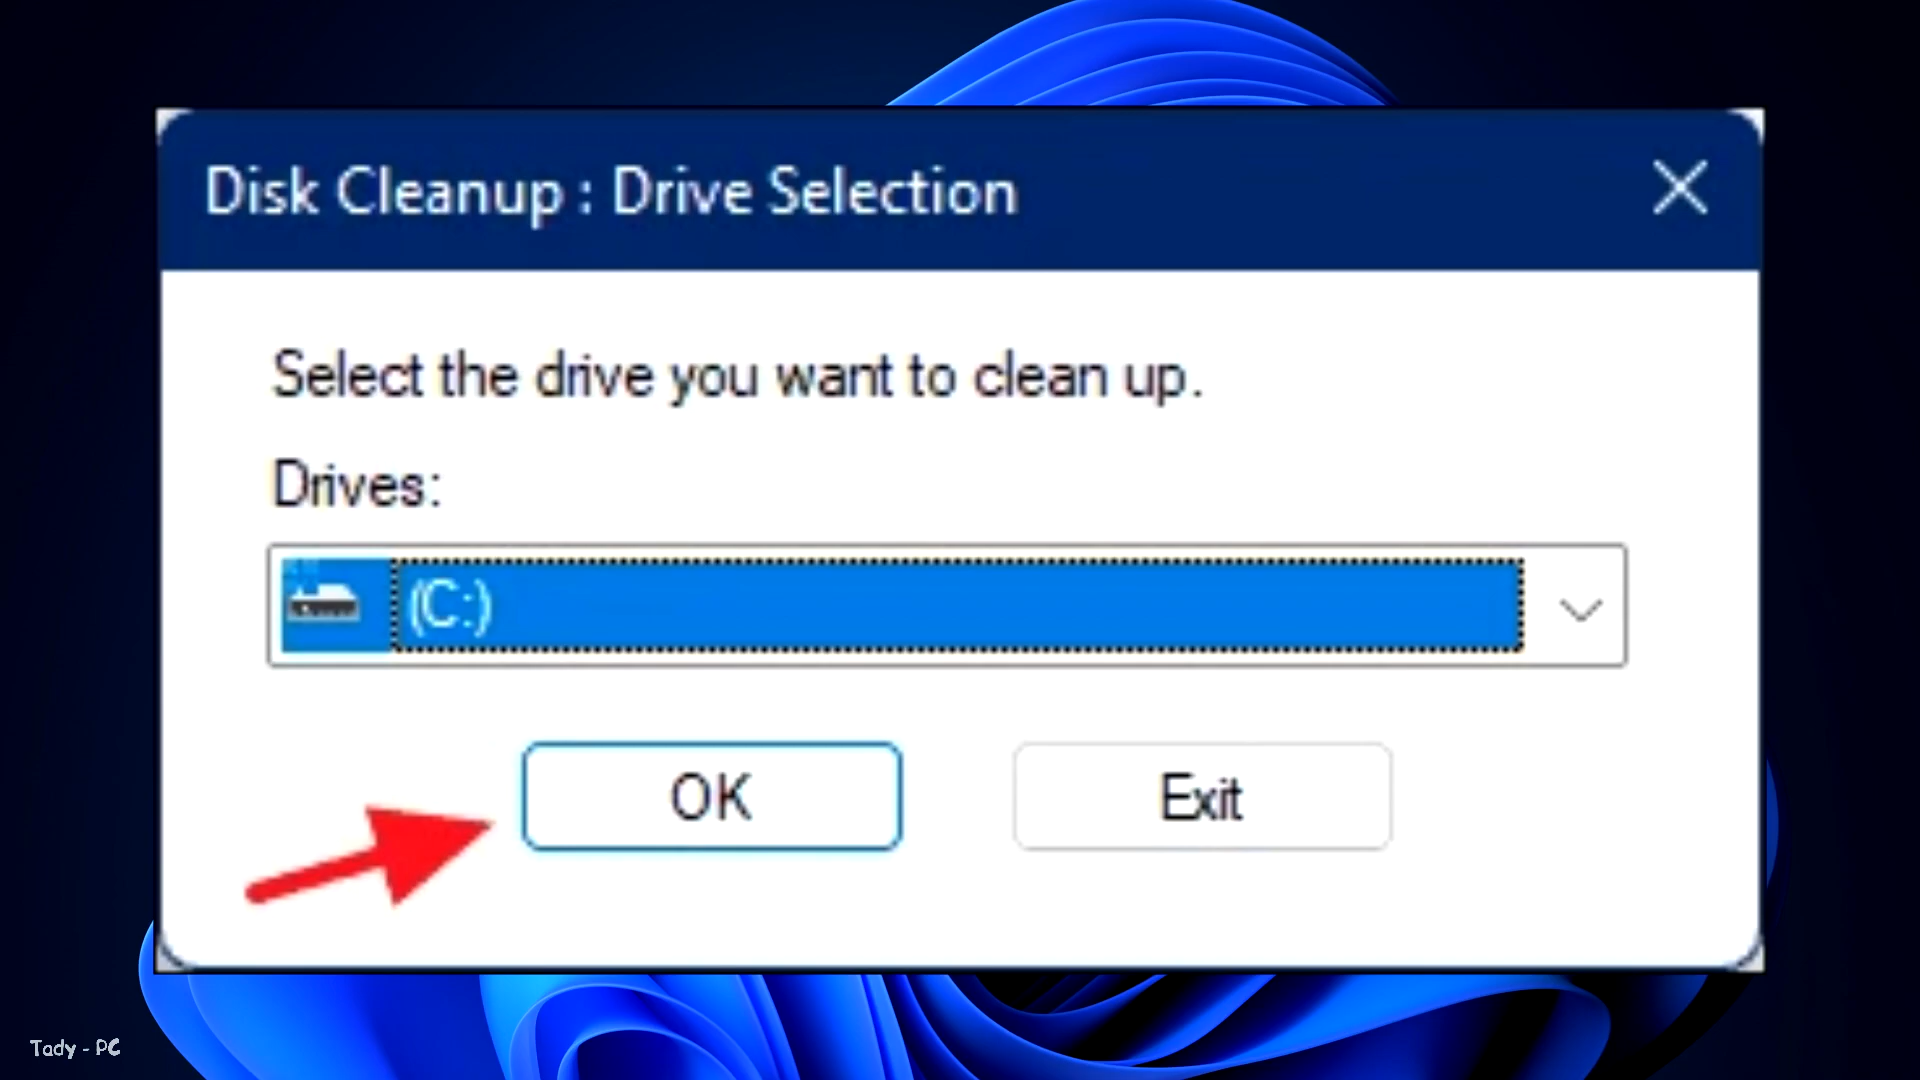 Disk Cleanup : Drive Selection
Select the drive you want to clean up.
Drives:
(C:)
OK Exit
Tady - PC